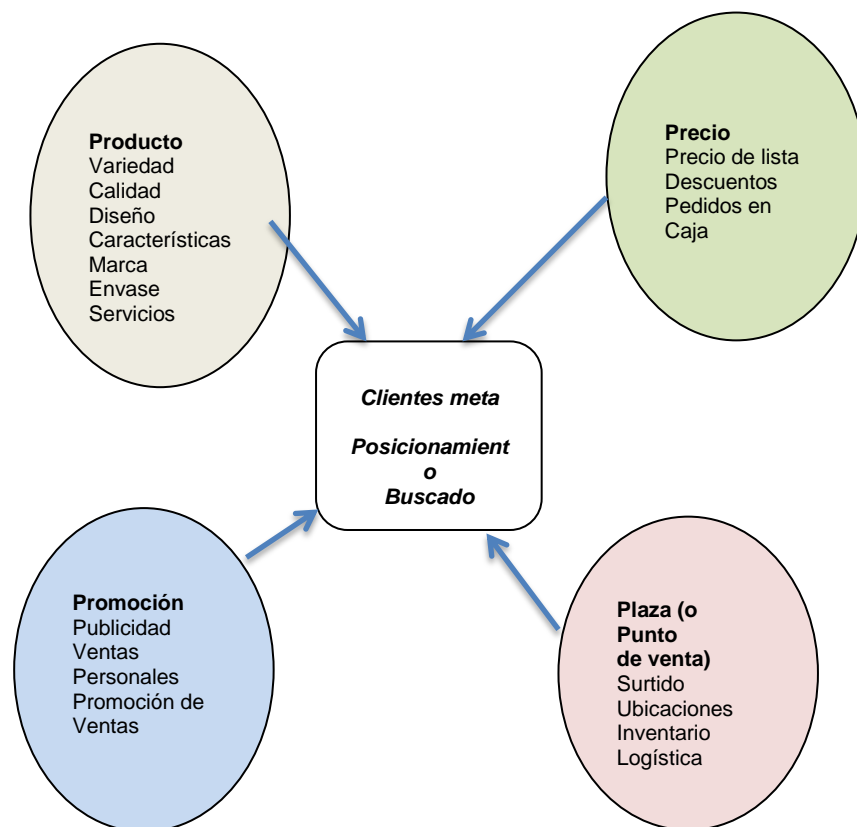 Producto
Variedad
Calidad
Diseño
Características
Marca
Envase
Servicios
Precio
Precio de lista
Descuentos
Pedidos en
Caja
Clientes meta
Posicionamient
o
Buscado
Promoción
Publicidad
Ventas
Personales
Promoción de
Ventas
Plaza (o
Punto
de venta)
Surtido
Ubicaciones
Inventario
Logística